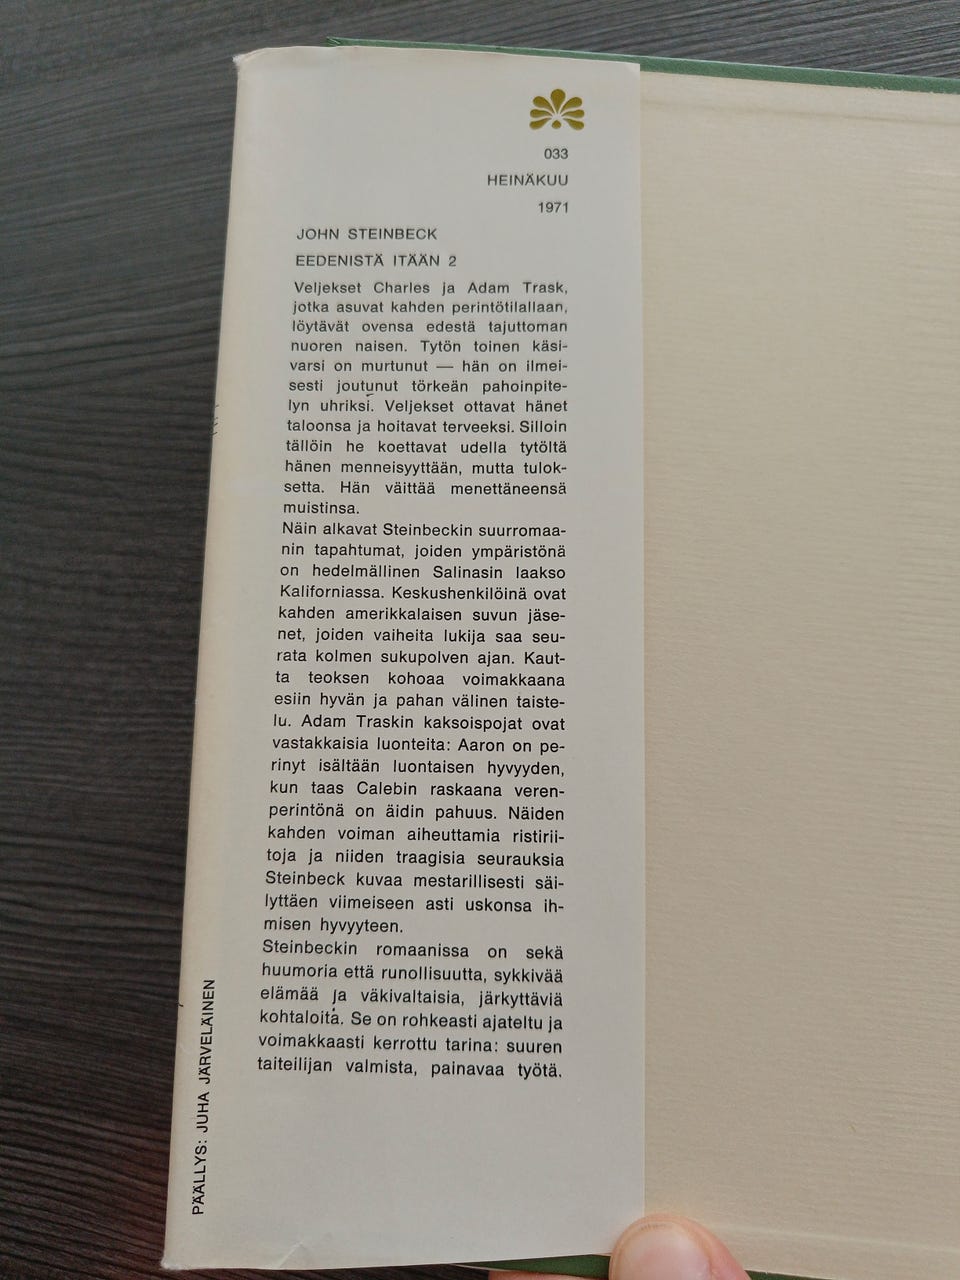 033
HEINÄKUU
1971
JOHN STEINBECK
EEDENISTÄ ITÄÄN 2
Veljekset Charles ja Adam Trask,
jotka asuvat kahden perintötilallaan,
löytävät ovensa edestä tajuttoman
nuoren naisen. Tytön toinen käsi-
varsi on murtunut — hän on ilmei-
sesti joutunut törkeän pahoinpite-
lyn uhriksi. Veljekset ottavat hänet
taloonsa ja hoitavat terveeksi. Silloin
tällöin he koettavat udella tytöltä
hänen menneisyyttään, mutta tulok-
setta. Hän väittää menettäneensä
muistinsa.
Näin alkavat Steinbeckin suurromaa-
nin tapahtumat, joiden ympäristönä
on hedelmällinen Salinasin laakso
Kaliforniassa. Keskushenkilöinä ovat
kahden amerikkalaisen suvun jäse-
net, joiden vaiheita lukija saa seu-
rata kolmen sukupolven ajan. Kaut-
ta teoksen kohoaa voimakkaana
esiin hyvän ja pahan välinen taiste-
lu. Adam Traskin kaksoispojat ovat
vastakkaisia luonteita: Aaron on pe-
rinyt isältään luontaisen hyvyyden,
kun taas Calebin raskaana veren-
perintönä on äidin pahuus. Näiden
kahden voiman aiheuttamia ristirii-
toja ja niiden traagisia seurauksia
Steinbeck kuvaa mestarillisesti säi-
lyttäen viimeiseen asti uskonsa ih-
misen hyvyyteen.
Steinbeckin romaanissa on sekä
huumoria että runollisuutta, sykkivää
elämää ja väkivaltaisia, järkyttäviä
kohtaloita. Se on rohkeasti ajateltu ja
voimakkaasti kerrottu tarina: suuren
taiteilijan valmista, painavaa työtä.
PÄÄLLYS: JUHA JÄRVELÄINEN